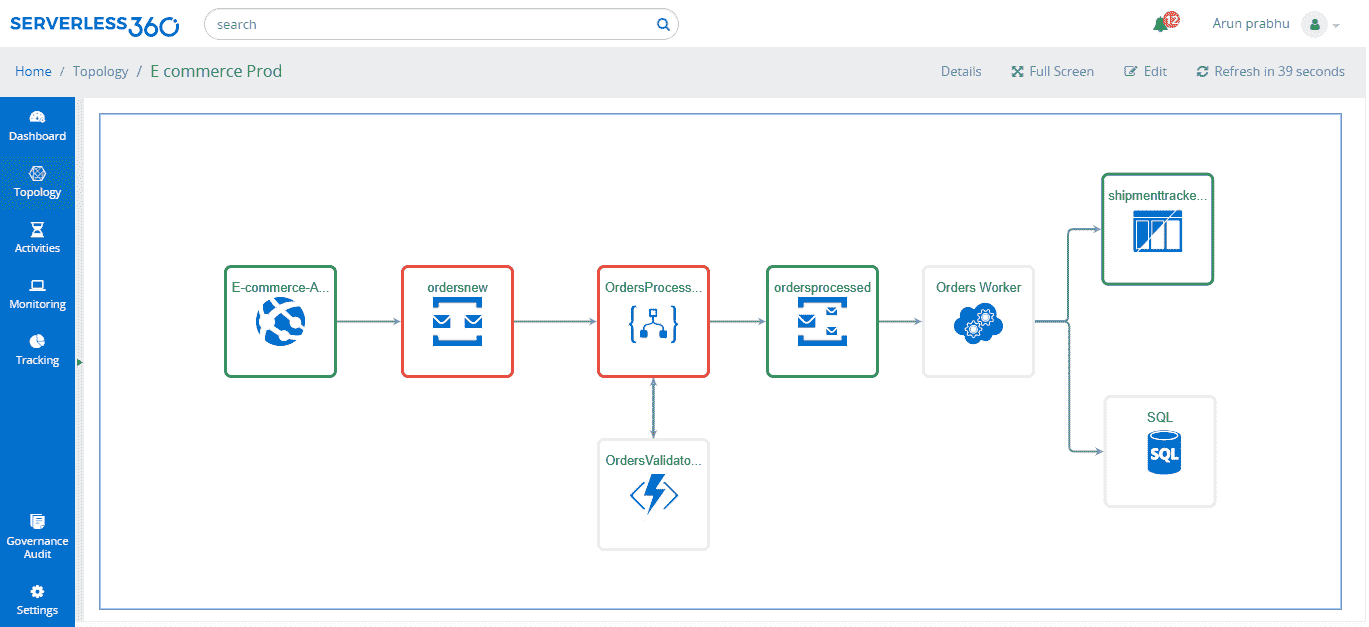 SERVERLESS360
search
12
Arun prabhu
Home / Topology / E commerce Prod
Details
Full Screen
Edit
Refresh in 39 seconds
Dashboard
Topology
Activities
Monitoring
Tracking
Governance
Audit
Settings
E-commerce-A...
ordersnew
OrdersProcess...
ordersprocessed
Orders Worker
shipmenttracke...
OrdersValidato...
SQL
SQL